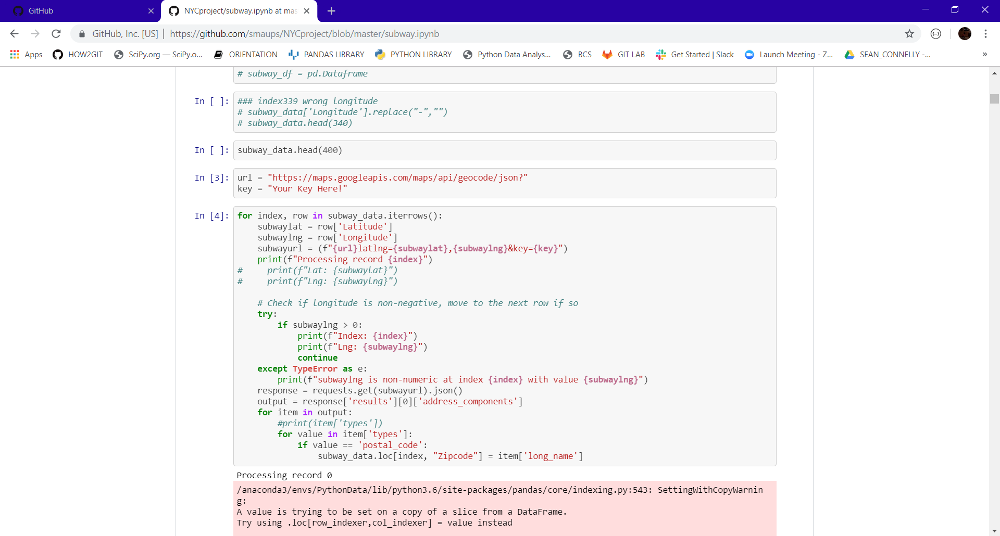 GitHub
NYCproject/subway.ipynb at mas
GitHub, Inc. [US] | https://github.com/smaups/NYCproject/blob/master/subway.ipynb
Apps HOW2GIT SciPy.org — SciPy.o... ORIENTATION PANDAS LIBRARY PYTHON LIBRARY Python Data Analys... BCS GIT LAB Get Started | Slack Launch Meeting - Z... SEAN_CONNELLY -... »
# subway_df = pd.Dataframe
In [ ]: ### index339 wrong longitude
# subway_data['Longitude'].replace("-","")
# subway_data.head(340)
In [ ]: subway_data.head(400)
In [3]: url = "https://maps.googleapis.com/maps/api/geocode/json?"
key = "Your Key Here!"
In [4]: for index, row in subway_data.iterrows():
    subwaylat = row['Latitude']
    subwaylng = row['Longitude']
    subwayurl = (f"{url}latlng={subwaylat},{subwaylng}&key={key}")
    print(f"Processing record {index}")
#     print(f"Lat: {subwaylat}")
#     print(f"Lng: {subwaylng}")
    # Check if longitude is non-negative, move to the next row if so
    try:
        if subwaylng > 0:
            print(f"Index: {index}")
            print(f"Lng: {subwaylng}")
            continue
    except TypeError as e:
        print(f"subwaylng is non-numeric at index {index} with value {subwaylng}")
    response = requests.get(subwayurl).json()
    output = response['results'][0]['address_components']
    for item in output:
        #print(item['types'])
        for value in item['types']:
            if value == 'postal_code':
                subway_data.loc[index, "Zipcode"] = item['long_name']
Processing record 0
/anaconda3/envs/PythonData/lib/python3.6/site-packages/pandas/core/indexing.py:543: SettingWithCopyWarnin
g:
A value is trying to be set on a copy of a slice from a DataFrame.
Try using .loc[row_indexer,col_indexer] = value instead